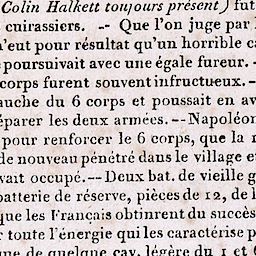 Colin Halkett toujours présent) fut
cuirassiers. -- Que l'on juge par
n'eut pour résultat qu'un horrible ca
poursuivait avec une égale fureur. -
corps furent souvent infructueux. -
anche du 6 corps et poussait en av
éparer les deux armées. -- Napoléon
pour renforcer le 6 corps, que la
de nouveau pénétré dans le village et
vait occupé. -- Deux bat. de vieille g
batterie de réserve, pièces de 12, de
que les Français obtinrent du succès
r toute l'énergie qui les caractérise p
de quelque cav. légère du 1 et 6